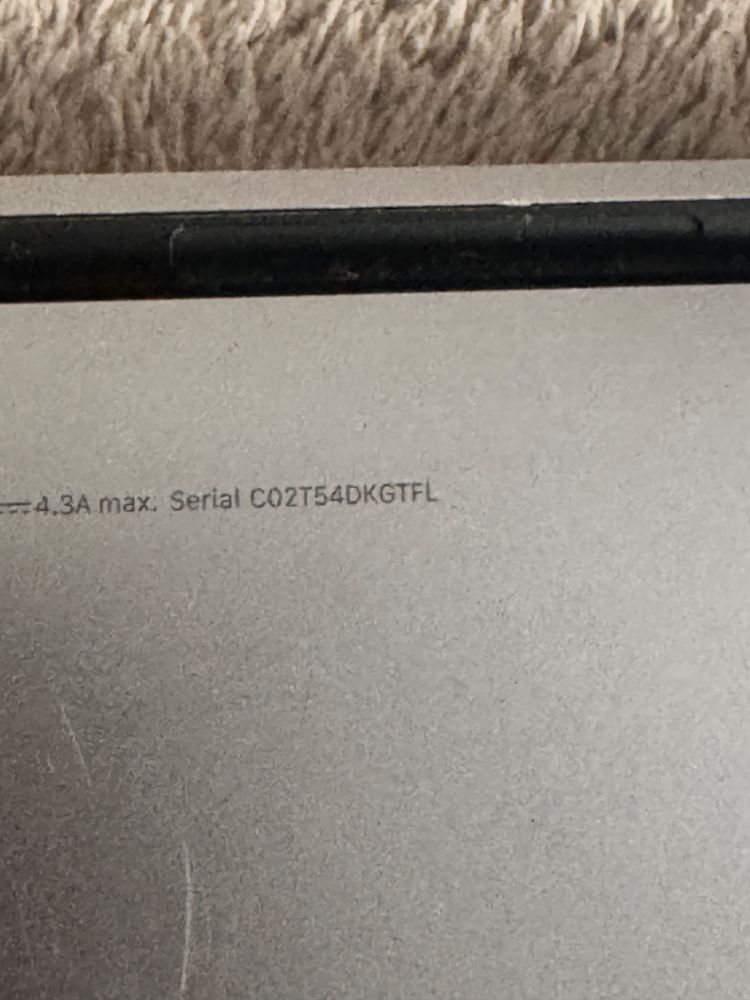 ⎓4.3A max. Serial C02T54DKGTFL